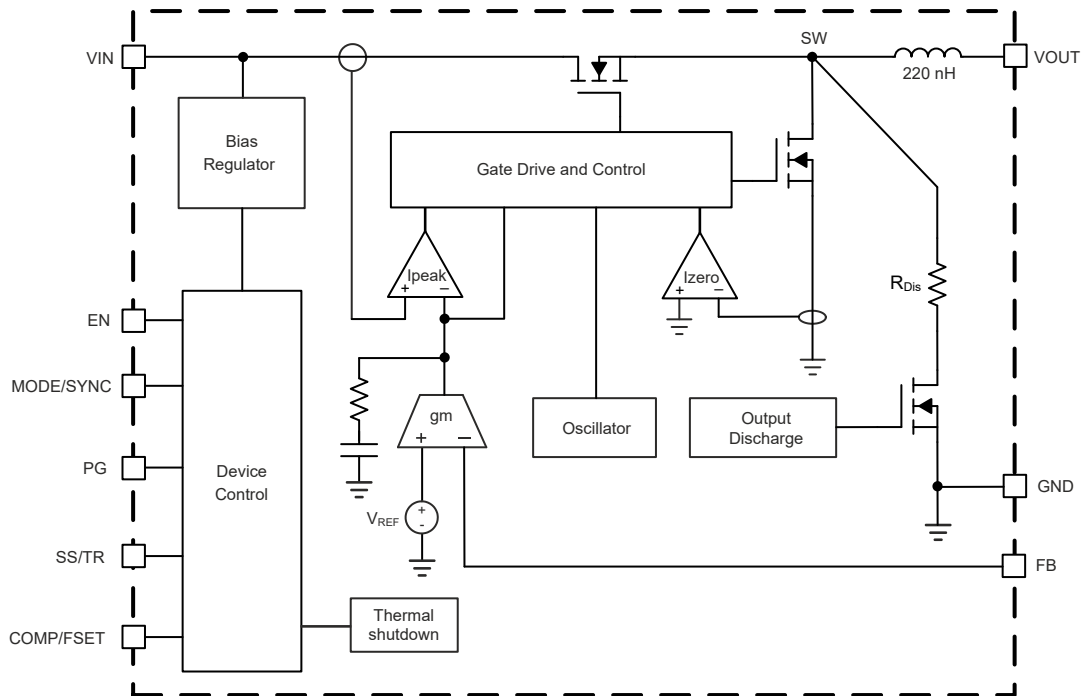 SW
VIN
VOUT
220 nH
Bias
Regulator
Gate Drive and Control
Ipeak
+ −
Izero
+ −
RDis
EN
MODE/SYNC
PG
SS/TR
COMP/FSET
Device
Control
gm
+ −
Oscillator
Output
Discharge
VREF
+
-
GND
FB
Thermal
shutdown